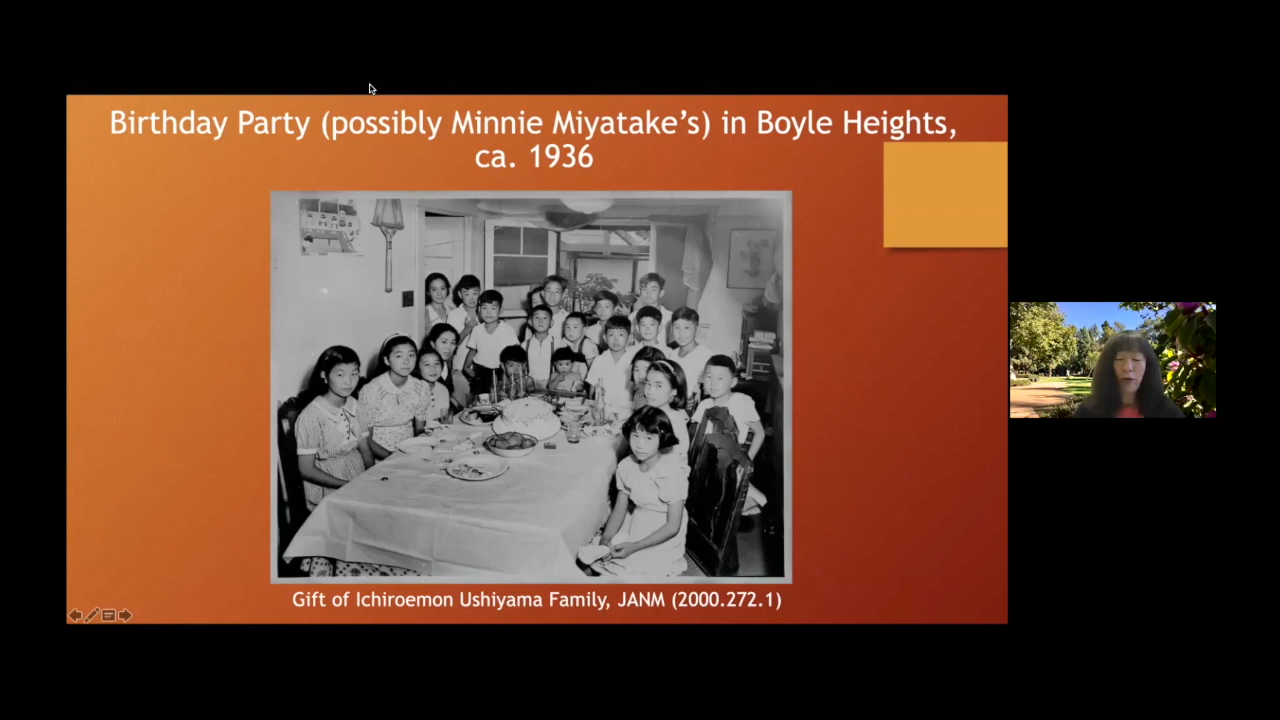 Birthday Party (possibly Minnie Miyatake’s) in Boyle Heights,
ca. 1936
Gift of Ichiroemon Ushiyama Family, JANM (2000.272.1)